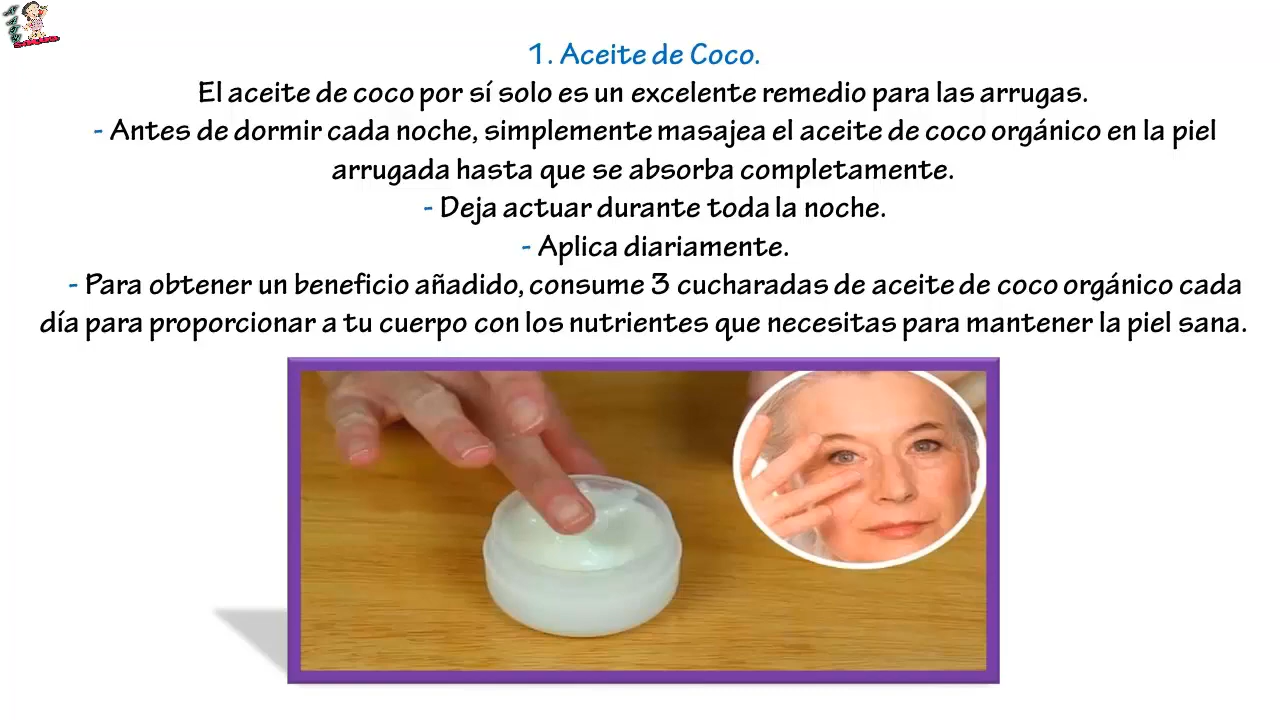 1. Aceite de Coco.
El aceite de coco por sí solo es un excelente remedio para las arrugas.
- Antes de dormir cada noche, simplemente masajea el aceite de coco orgánico en la piel
arrugada hasta que se absorba completamente.
- Deja actuar durante toda la noche.
- Aplica diariamente.
- Para obtener un beneficio añadido, consume 3 cucharadas de aceite de coco orgánico cada
día para proporcionar a tu cuerpo con los nutrientes que necesitas para mantener la piel sana.